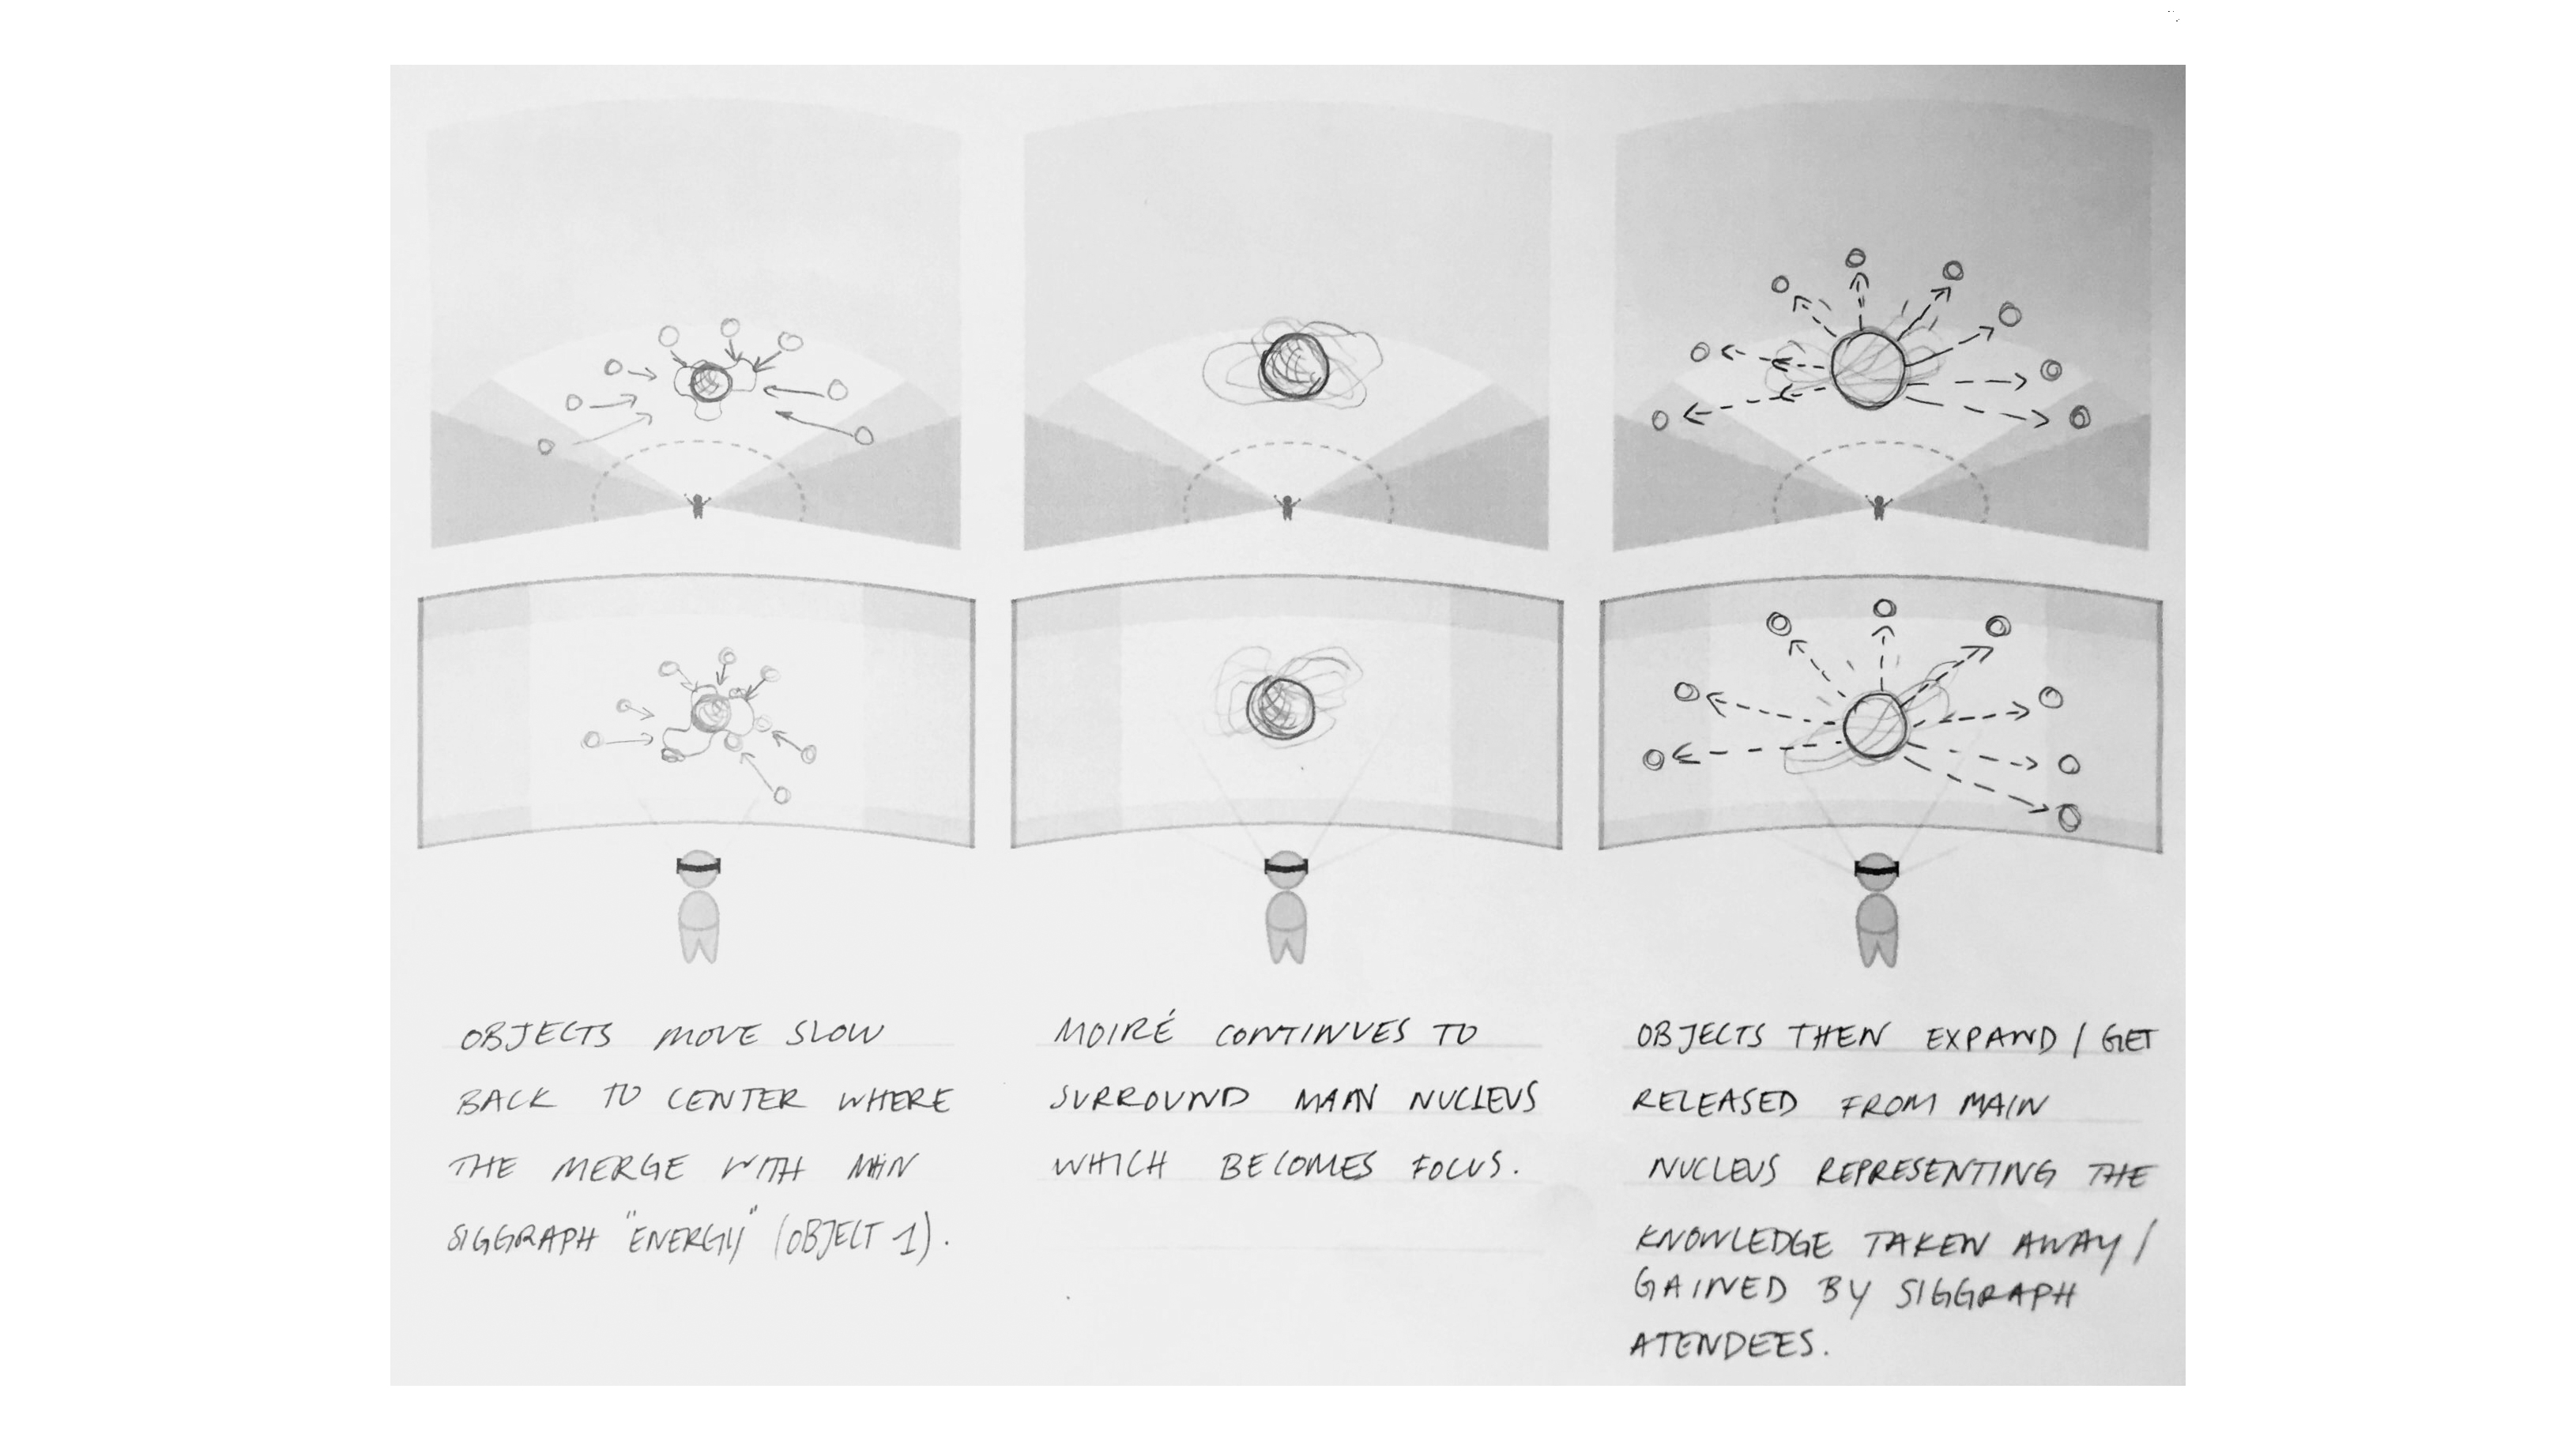 OBJECTS MOVE SLOW
BACK TO CENTER WHERE
THE MERGE WITH MAIN
SIGGRAPH "ENERGY" (OBJECT 1).
MOIRÉ CONTINUES TO
SURROUND MAIN NUCLEUS
WHICH BECOMES FOCUS.
OBJECTS THEN EXPAND / GET
RELEASED FROM MAIN
NUCLEUS REPRESENTING THE
KNOWLEDGE TAKEN AWAY /
GAINED BY SIGGRAPH
ATENDEES.